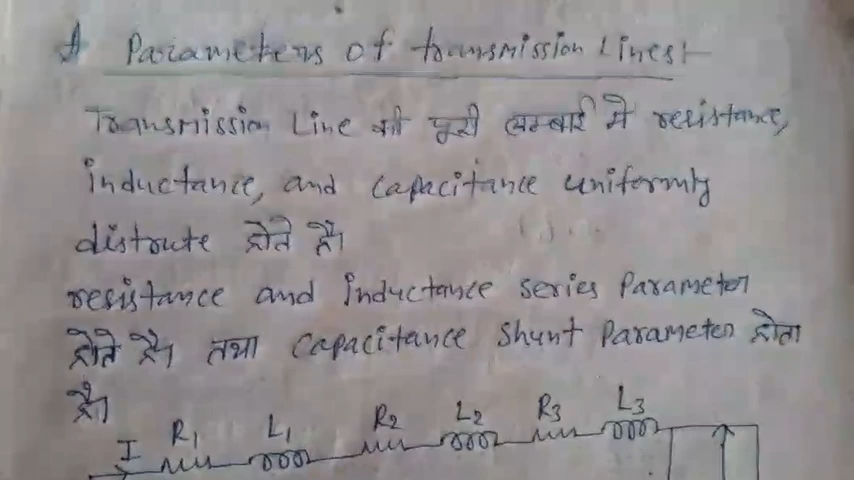 Parameters of transmission Lines:-
Transmission Line की पूरी लम्बाई मे resistance,
inductance, and capacitance uniformly
distrute होते है।
resistance and inductance series Parameter
होते है। तथा capacitance shunt Parameter होता
है।
I R1 L1 R2 L2 R3 L3